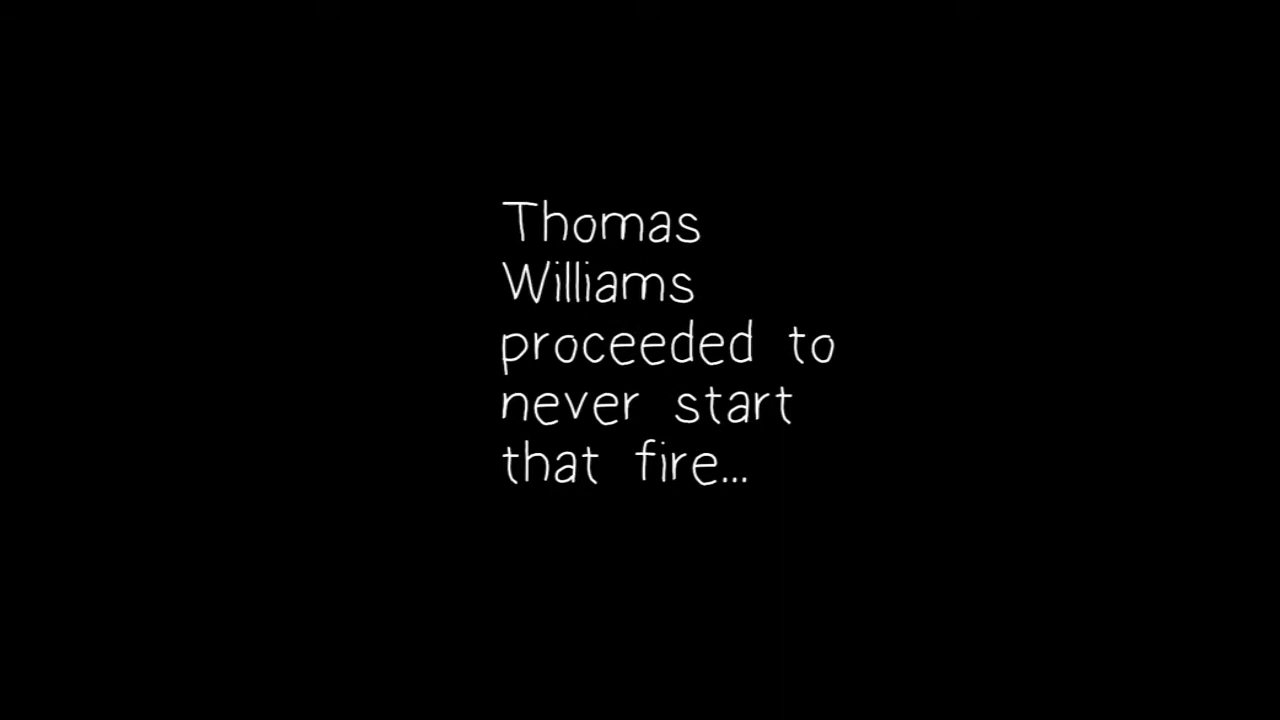 Thomas
Williams
proceeded to
never start
that fire...